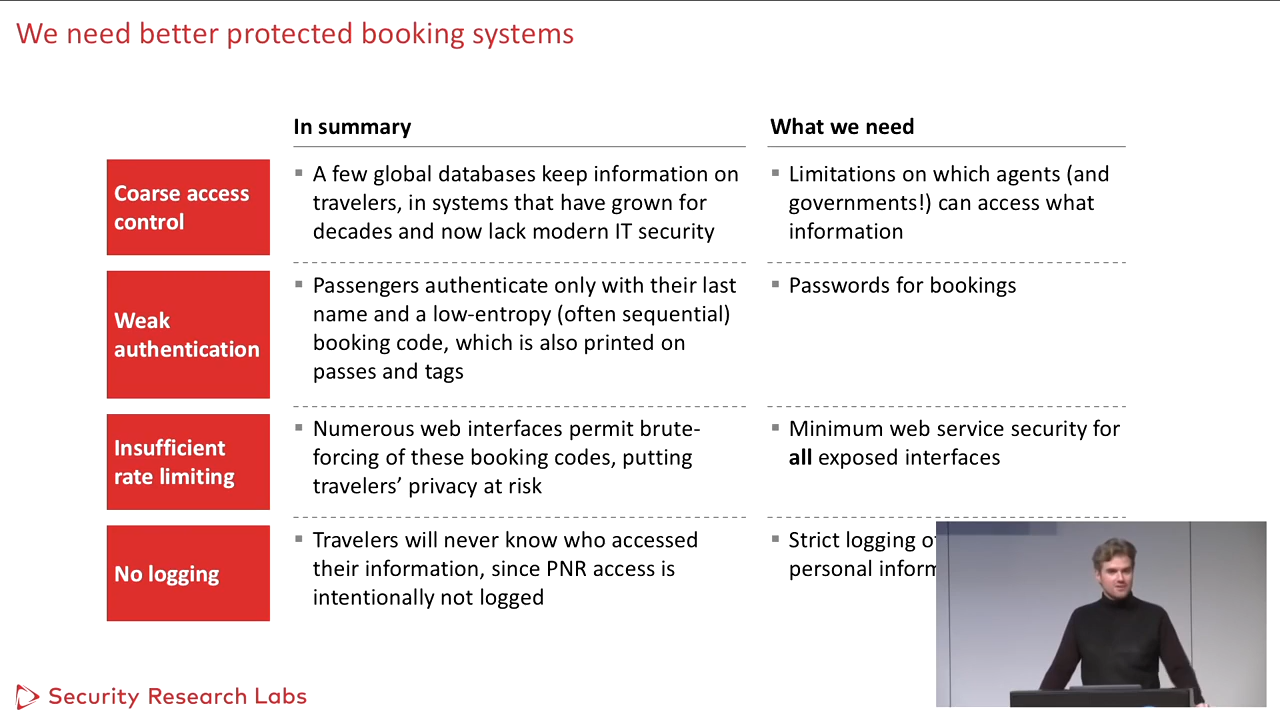 We need better protected booking systems
In summary
What we need
Coarse access
control
▪ A few global databases keep information on
travelers, in systems that have grown for
decades and now lack modern IT security
▪ Limitations on which agents (and
governments!) can access what
information
Weak
authentication
▪ Passengers authenticate only with their last
name and a low-entropy (often sequential)
booking code, which is also printed on
passes and tags
▪ Passwords for bookings
Insufficient
rate limiting
▪ Numerous web interfaces permit brute-
forcing of these booking codes, putting
travelers’ privacy at risk
▪ Minimum web service security for
all exposed interfaces
No logging
▪ Travelers will never know who accessed
their information, since PNR access is
intentionally not logged
▪ Strict logging
personal
Security Research Labs